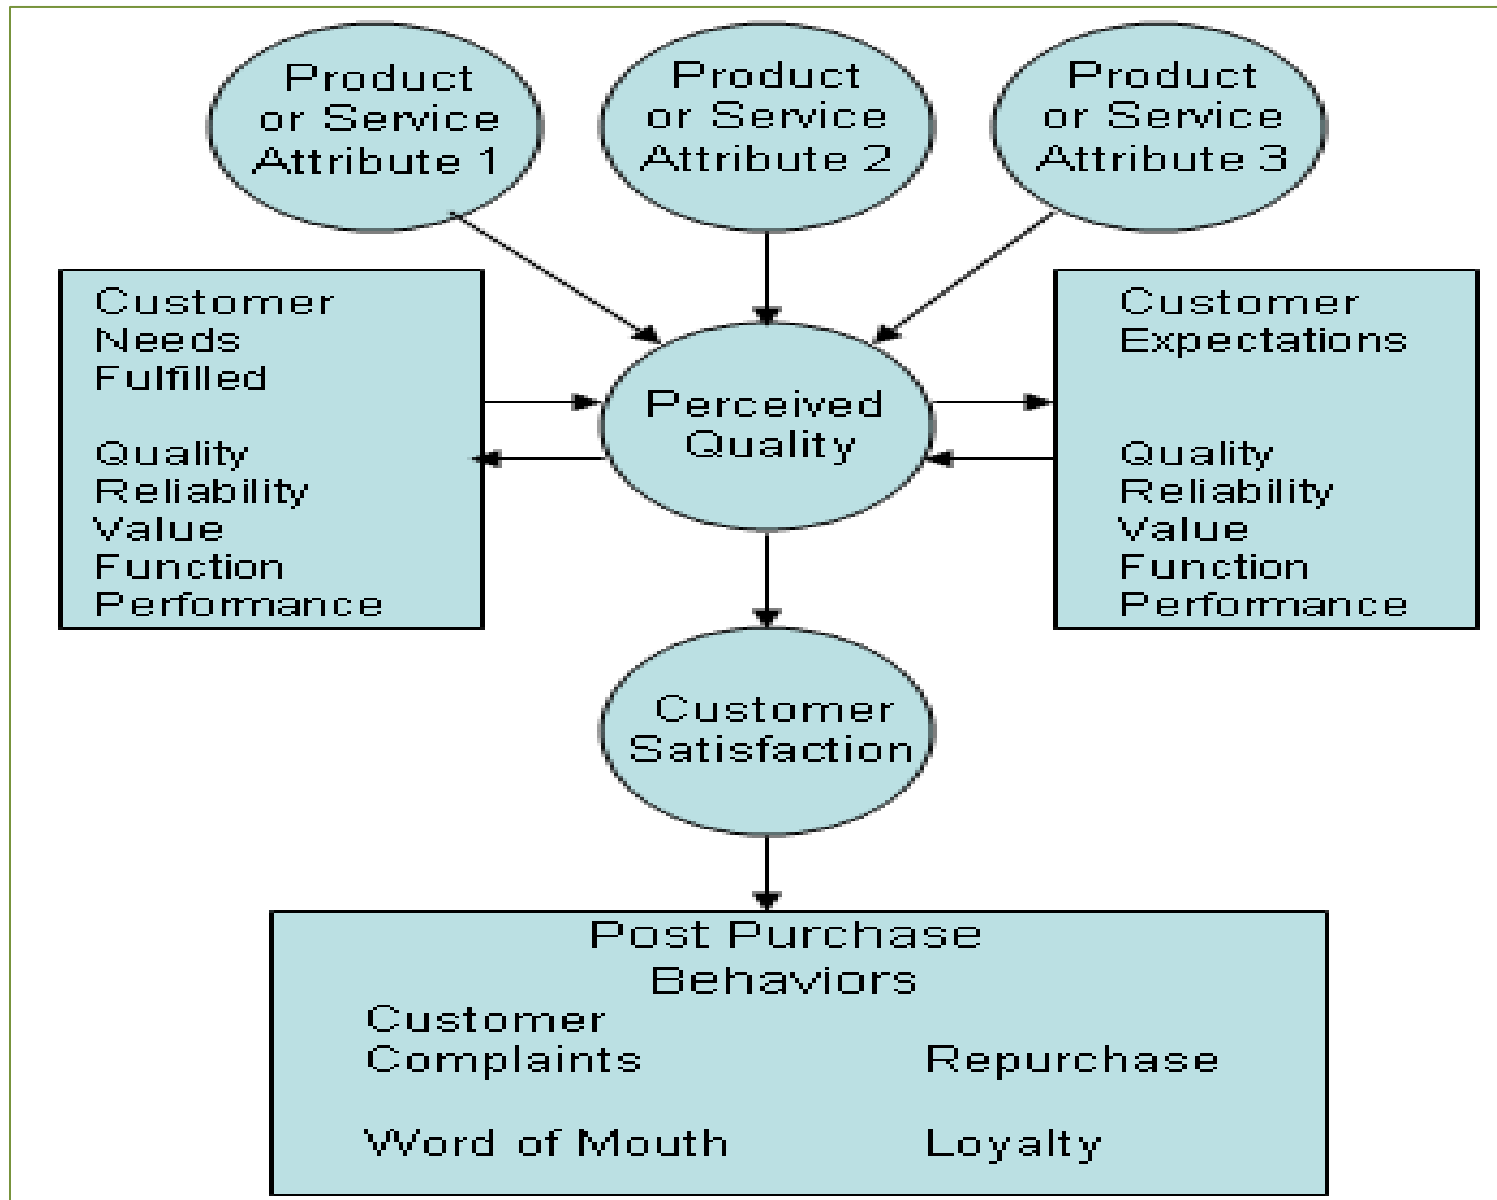 Product
or Service
Attribute 1
Product
or Service
Attribute 2
Product
or Service
Attribute 3
Customer
Needs
Fulfilled
Quality
Reliability
Value
Function
Performance
Perceived
Quality
Customer
Expectations
Quality
Reliability
Value
Function
Performance
Customer
Satisfaction
Post Purchase
Behaviors
Customer
Complaints
Repurchase
Word of Mouth
Loyalty